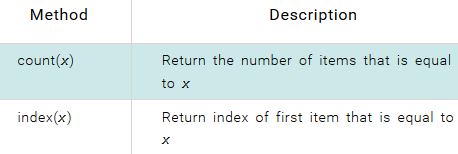 Method Description
count(x) Return the number of items that is equal
to x
index(x) Return index of first item that is equal to
x